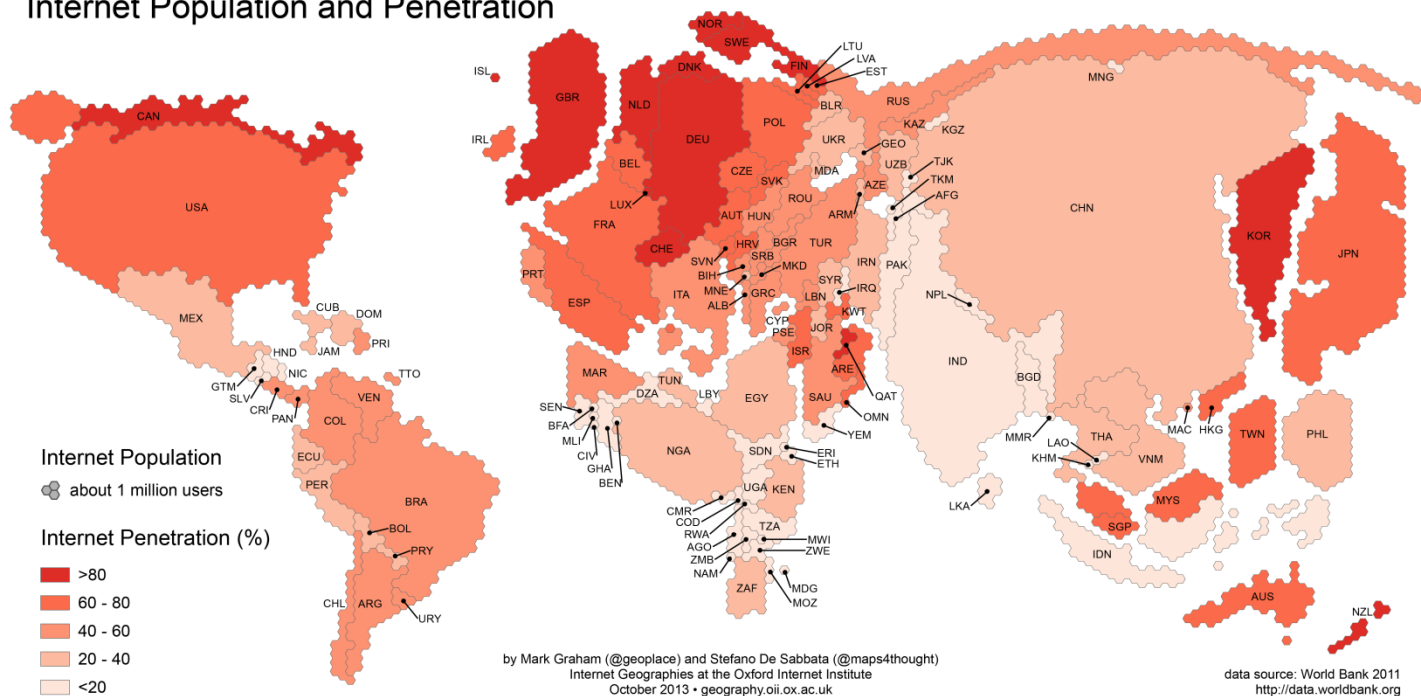 Internet Population and Penetration
NOR
SWE
FIN
LTU
LVA
EST
ISL
GBR
DNK
NLD
DEU
POL
BLR
RUS
MNG
CAN
IRL
BEL
UKR
KAZ
KGZ
GEO
CZE
MDA
UZB
TJK
SVK
AZE
TKM
USA
LUX
ROU
ARM
AFG
CHN
FRA
AUT
HUN
KOR
CHE
HRV
BGR
TUR
JPN
SVN
SRB
IRN
PAK
PRT
BIH
MKD
SYR
IRQ
ESP
MNE
ITA
GRC
LBN
NPL
ALB
KWT
MEX
CUB
DOM
CYP
PSE
JOR
PRI
HND
JAM
ISR
IND
GTM
NIC
TTO
MAR
TUN
ARE
BGD
SLV
DZA
LBY
EGY
SAU
QAT
CRI
VEN
SEN
OMN
PAN
COL
BFA
YEM
MMR
MAC
HKG
MLI
THA
TWN
PHL
ECU
CIV
NGA
SDN
ERI
LAO
VNM
GHA
ETH
KHM
PER
BEN
UGA
KEN
BRA
CMR
LKA
MYS
COD
SGP
BOL
RWA
TZA
AGO
MWI
PRY
ZMB
ZWE
IDN
NAM
ZAF
MDG
CHL
ARG
MOZ
AUS
URY
NZL
Internet Population
about 1 million users
Internet Penetration (%)
>80
60 - 80
40 - 60
20 - 40
<20
by Mark Graham (@geoplace) and Stefano De Sabbata (@maps4thought)
Internet Geographies at the Oxford Internet Institute
October 2013 • geography.oii.ox.ac.uk
data source: World Bank 2011
http://data.worldbank.org